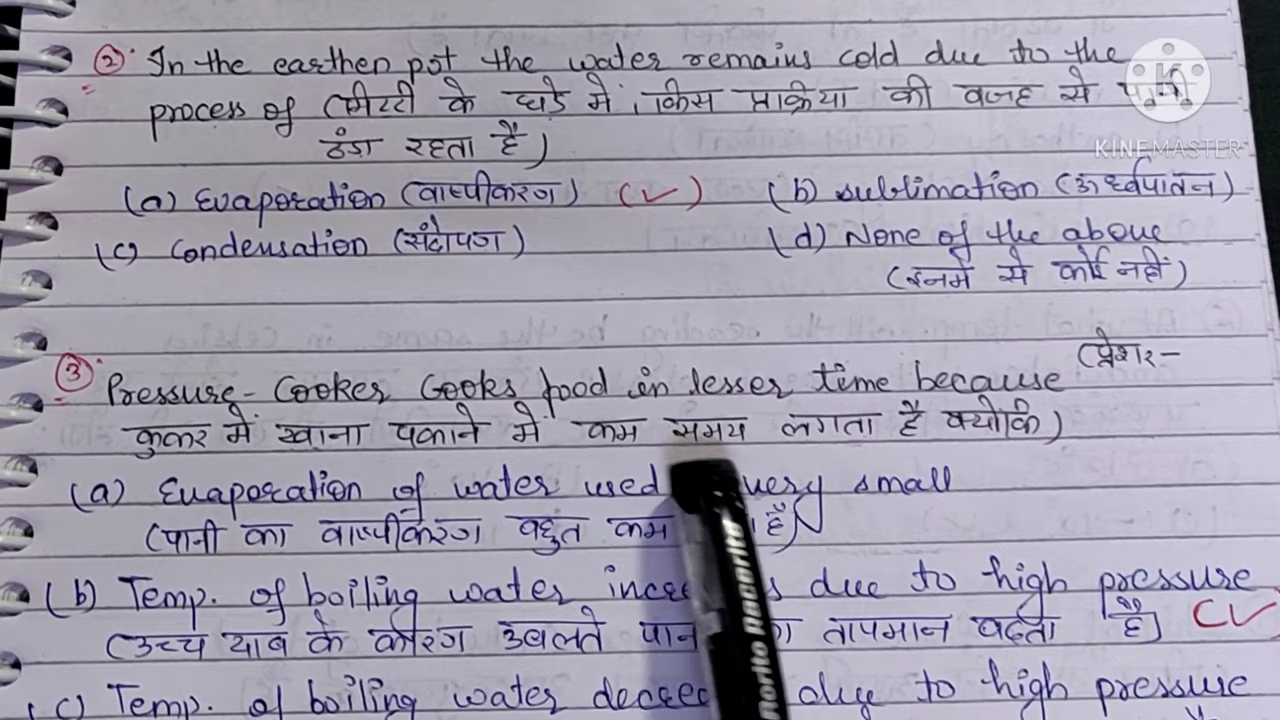 ② In the earthen pot the water remains cold due to the
process of (मिट्टी के घड़े में किस प्रक्रिया की वजह से
ठंडा रहता है)
(a) Evaporation (वाष्पीकरण) (✓) (b) sublimation (ऊर्ध्वपातन)
(c) Condensation (d) None of the above
(इनमे से कोई नहीं)
③ Pressure-Cooker Cooks food in lesser time because (प्रेशर-
कुकर में खाना पकाने में कम समय लगता है क्योकि)
(a) Evaporation of water used very small
(पानी का वाष्पीकरण बहुत कम है)
(b) Temp. of boiling water due to high pressure
(उच्च याब के कारण उबलते तापमान बढ़ता है) (✓
(c) Temp. of boiling water due to high pressure
KINEMASTER